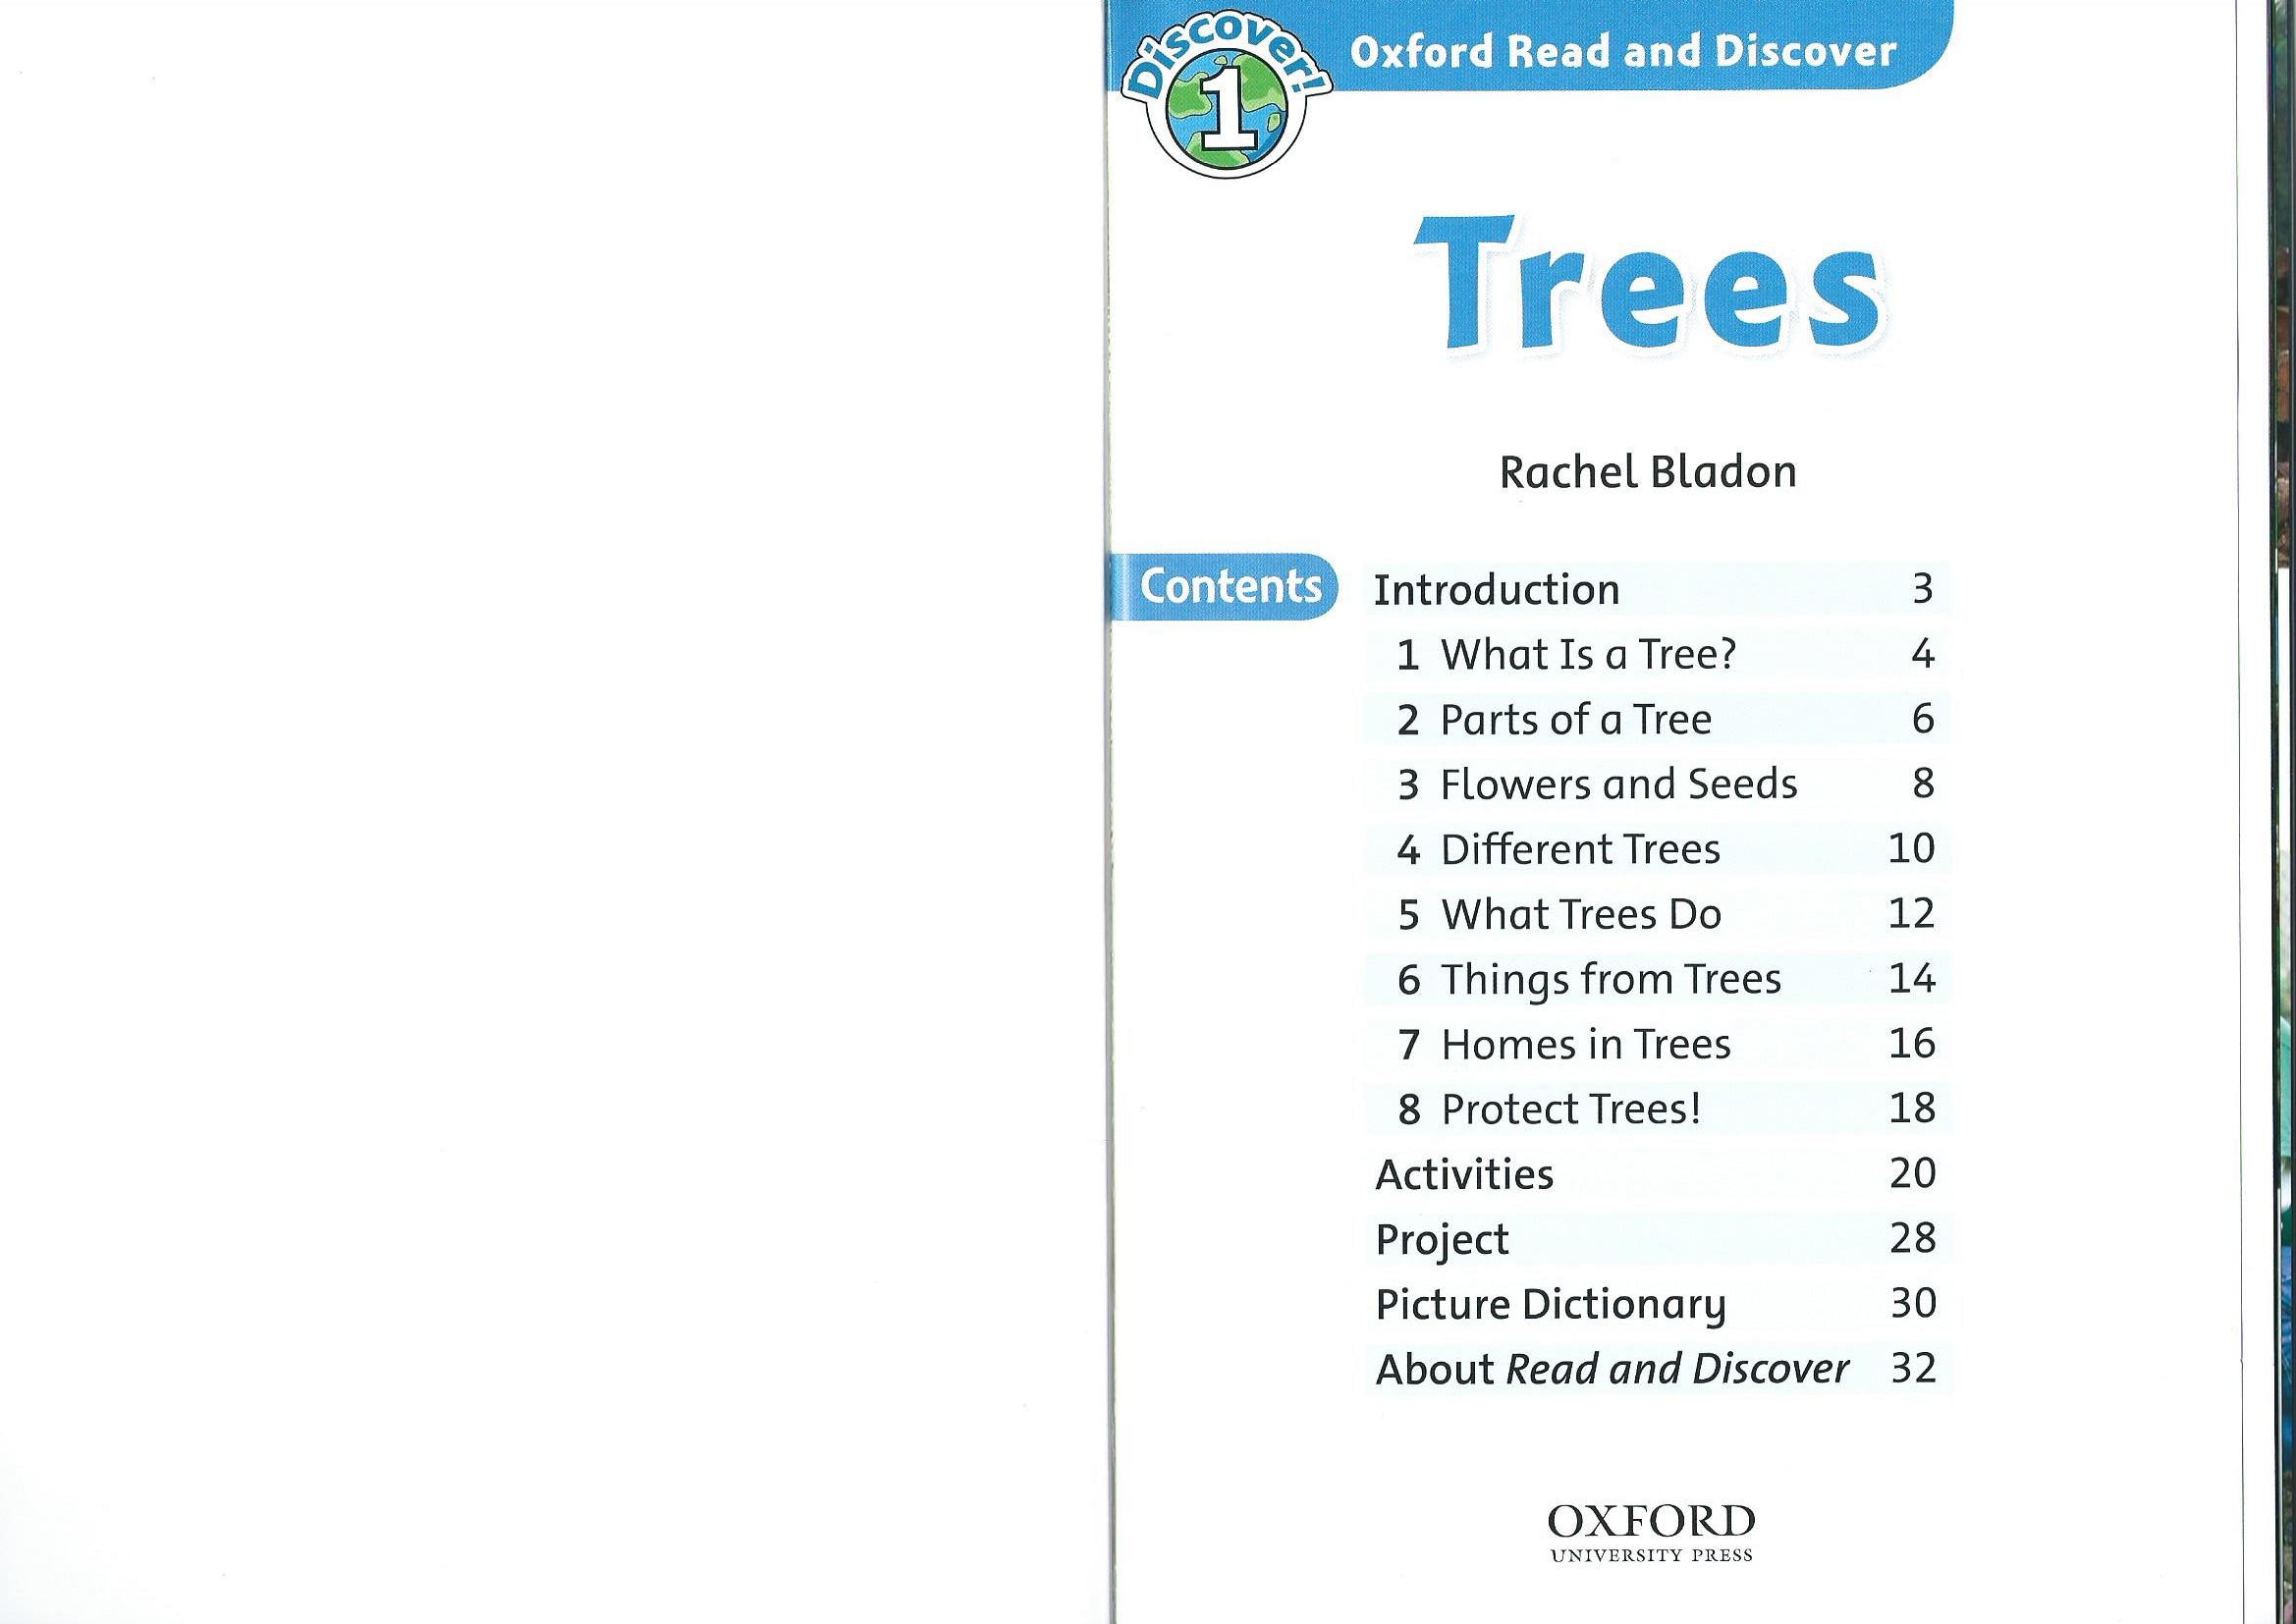 Discover!
1
Oxford Read and Discover
Trees
Rachel Bladon
Contents
Introduction 3
1 What Is a Tree? 4
2 Parts of a Tree 6
3 Flowers and Seeds 8
4 Different Trees 10
5 What Trees Do 12
6 Things from Trees 14
7 Homes in Trees 16
8 Protect Trees! 18
Activities 20
Project 28
Picture Dictionary 30
About Read and Discover 32
OXFORD
UNIVERSITY PRESS